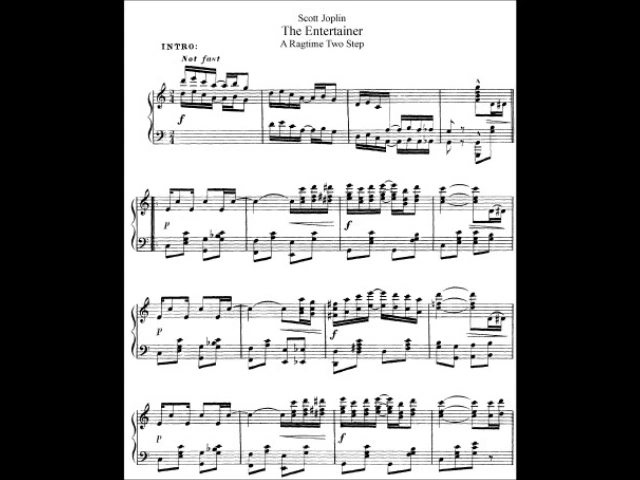 Scott Joplin
The Entertainer
A Ragtime Two Step
INTRO:
Not fast
f
p
f
p
f
p
f